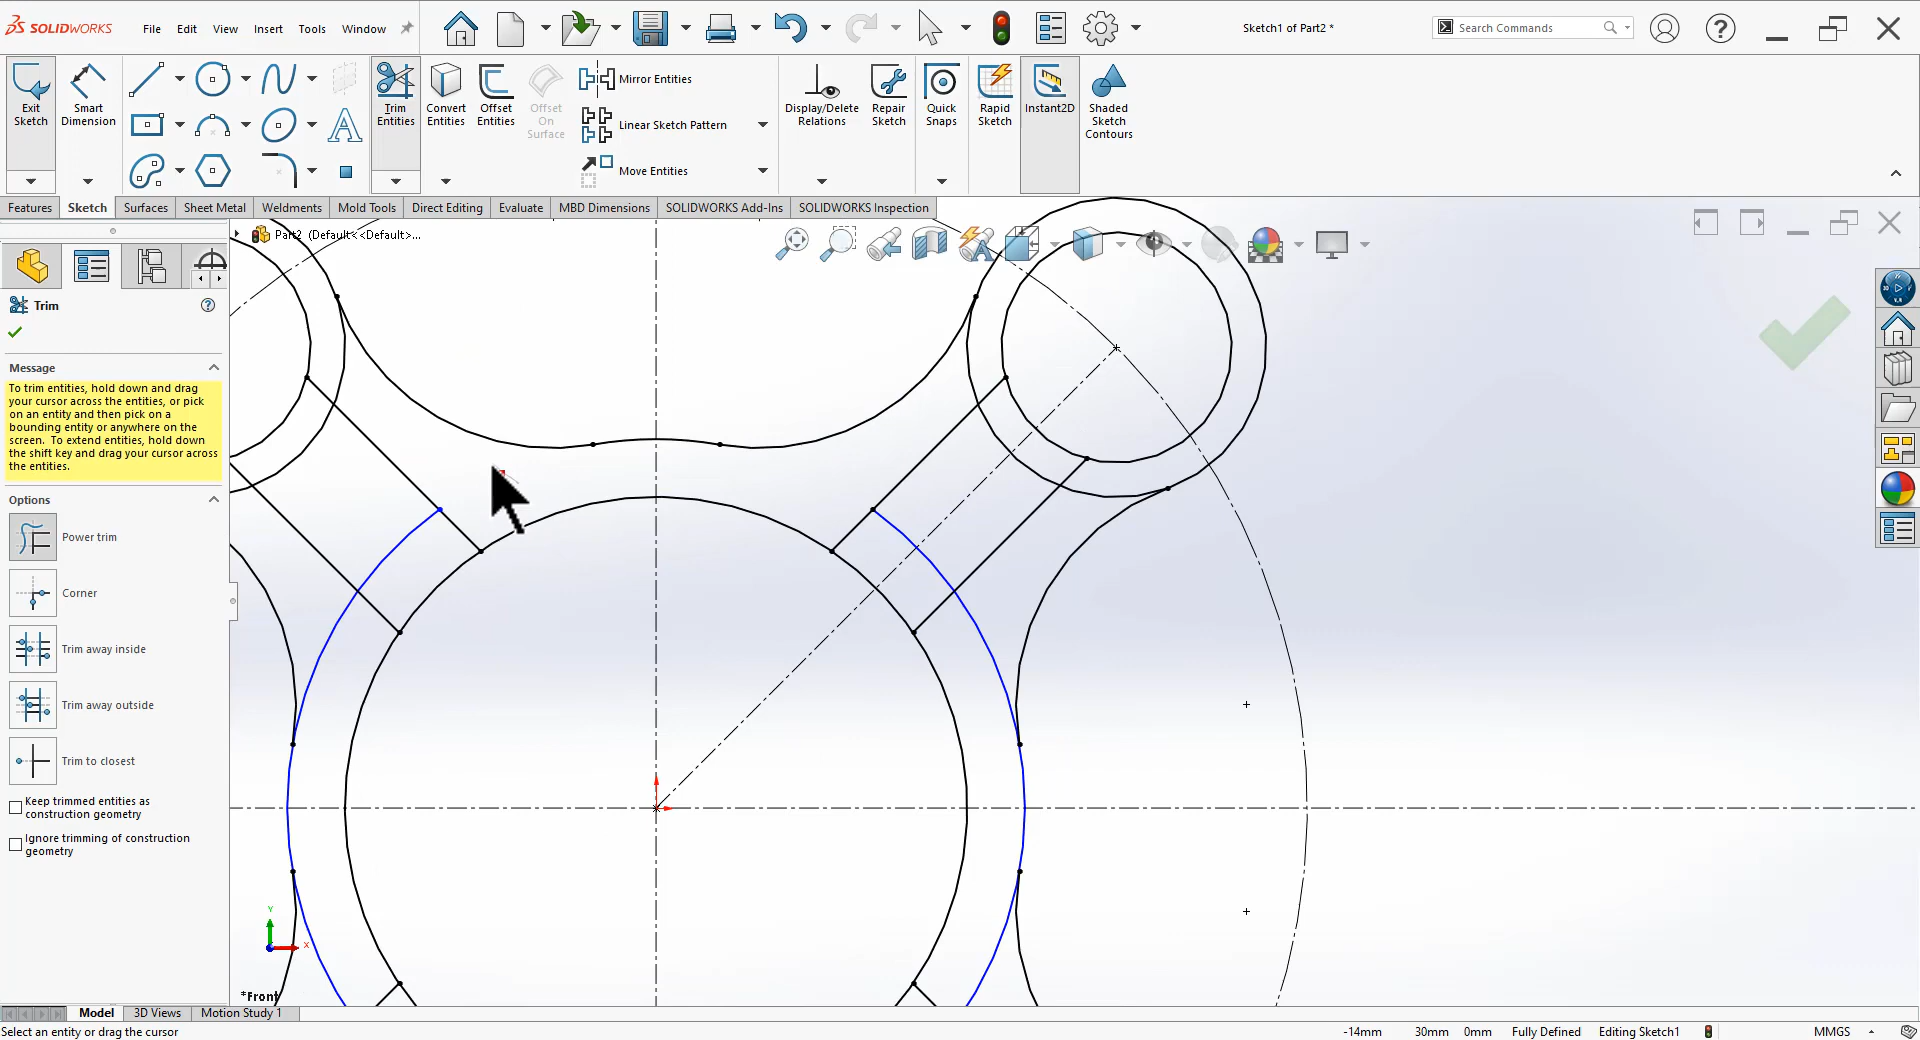 SOLIDWORKS
File Edit View Insert Tools Window
Sketch1 of Part2 *
Search Commands
Exit Sketch
Smart Dimension
Trim Entities
Convert Entities
Offset Entities
Offset On Surface
Mirror Entities
Linear Sketch Pattern
Move Entities
Display/Delete Relations
Repair Sketch
Quick Snaps
Rapid Sketch
Instant2D
Shaded Sketch Contours
Features Sketch Surfaces Sheet Metal Weldments Mold Tools Direct Editing Evaluate MBD Dimensions SOLIDWORKS Add-Ins SOLIDWORKS Inspection
Part2 (Default<<Default>...
Trim
Message
To trim entities, hold down and drag
your cursor across the entities, or pick
on an entity and then pick on a
bounding entity or anywhere on the
screen. To extend entities, hold down
the shift key and drag your cursor across
the entities.
Options
Power trim
Corner
Trim away inside
Trim away outside
Trim to closest
Keep trimmed entities as
construction geometry
Ignore trimming of construction
geometry
Y
X
*Front
Model 3D Views Motion Study 1
Select an entity or drag the cursor
-14mm 30mm 0mm Fully Defined Editing Sketch1 MMGS